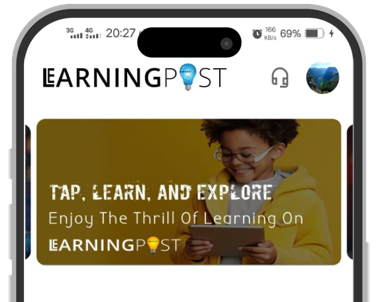 3G 4G 20:27 166 KB/s 69%
LEARNINGPOST
TAP, LEARN, AND EXPLORE
Enjoy The Thrill Of Learning On
LEARNINGPOST